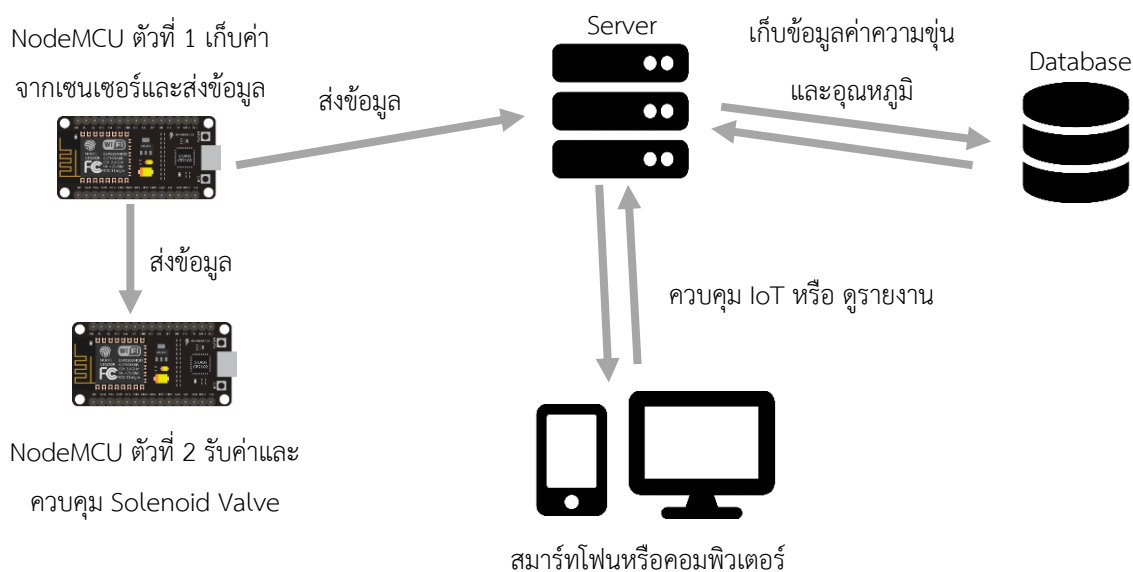 NodeMCU ตัวที่ 1 เก็บค่า
จากเซนเซอร์และส่งข้อมูล
ส่งข้อมูล
Server
เก็บข้อมูลค่าความขุ่น
และอุณหภูมิ
Database
ส่งข้อมูล
ควบคุม IoT หรือ ดูรายงาน
NodeMCU ตัวที่ 2 รับค่าและ
ควบคุม Solenoid Valve
สมาร์ทโฟนหรือคอมพิวเตอร์